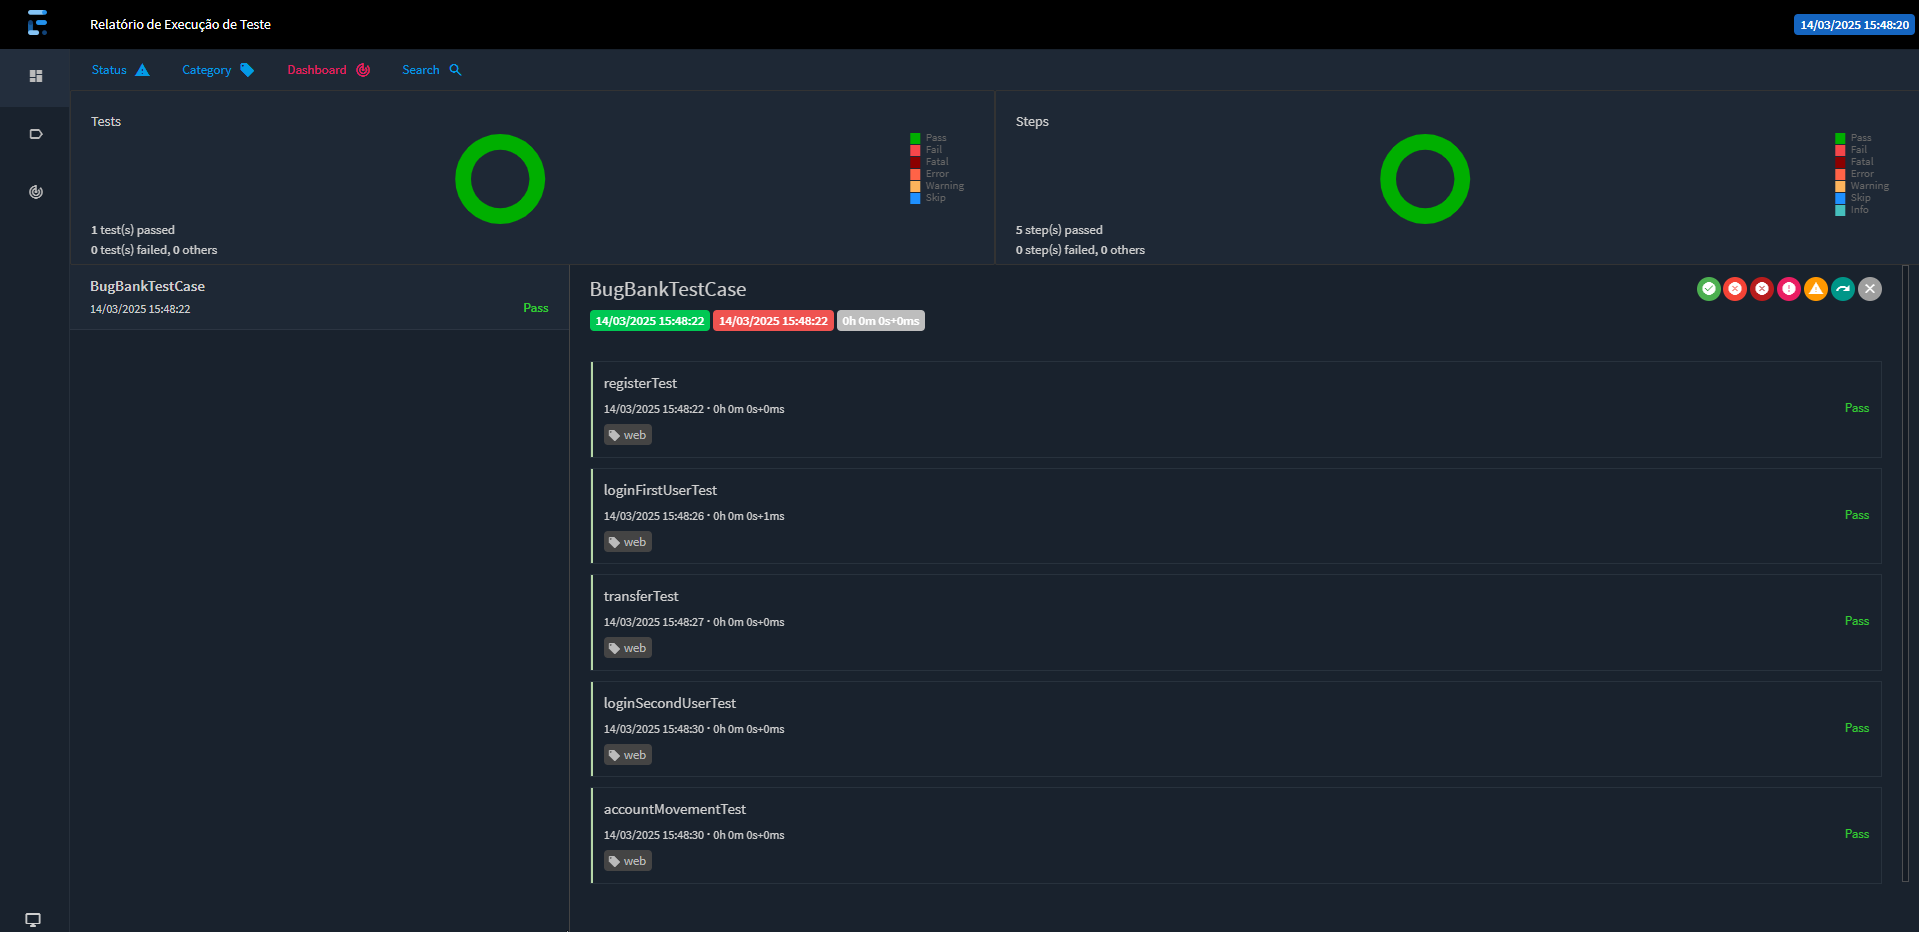 Relatório de Execução de Teste
14/03/2025 15:48:20
Status
Category
Dashboard
Search
Tests
Pass
Fail
Fatal
Error
Warning
Skip
1 test(s) passed
0 test(s) failed, 0 others
Steps
Pass
Fail
Fatal
Error
Warning
Skip
Info
5 step(s) passed
0 step(s) failed, 0 others
BugBankTestCase
14/03/2025 15:48:22
Pass
BugBankTestCase
14/03/2025 15:48:22 14/03/2025 15:48:22 0h 0m 0s+0ms
registerTest
14/03/2025 15:48:22 · 0h 0m 0s+0ms
Pass
web
loginFirstUserTest
14/03/2025 15:48:26 · 0h 0m 0s+1ms
Pass
web
transferTest
14/03/2025 15:48:27 · 0h 0m 0s+0ms
Pass
web
loginSecondUserTest
14/03/2025 15:48:30 · 0h 0m 0s+0ms
Pass
web
accountMovementTest
14/03/2025 15:48:30 · 0h 0m 0s+0ms
Pass
web